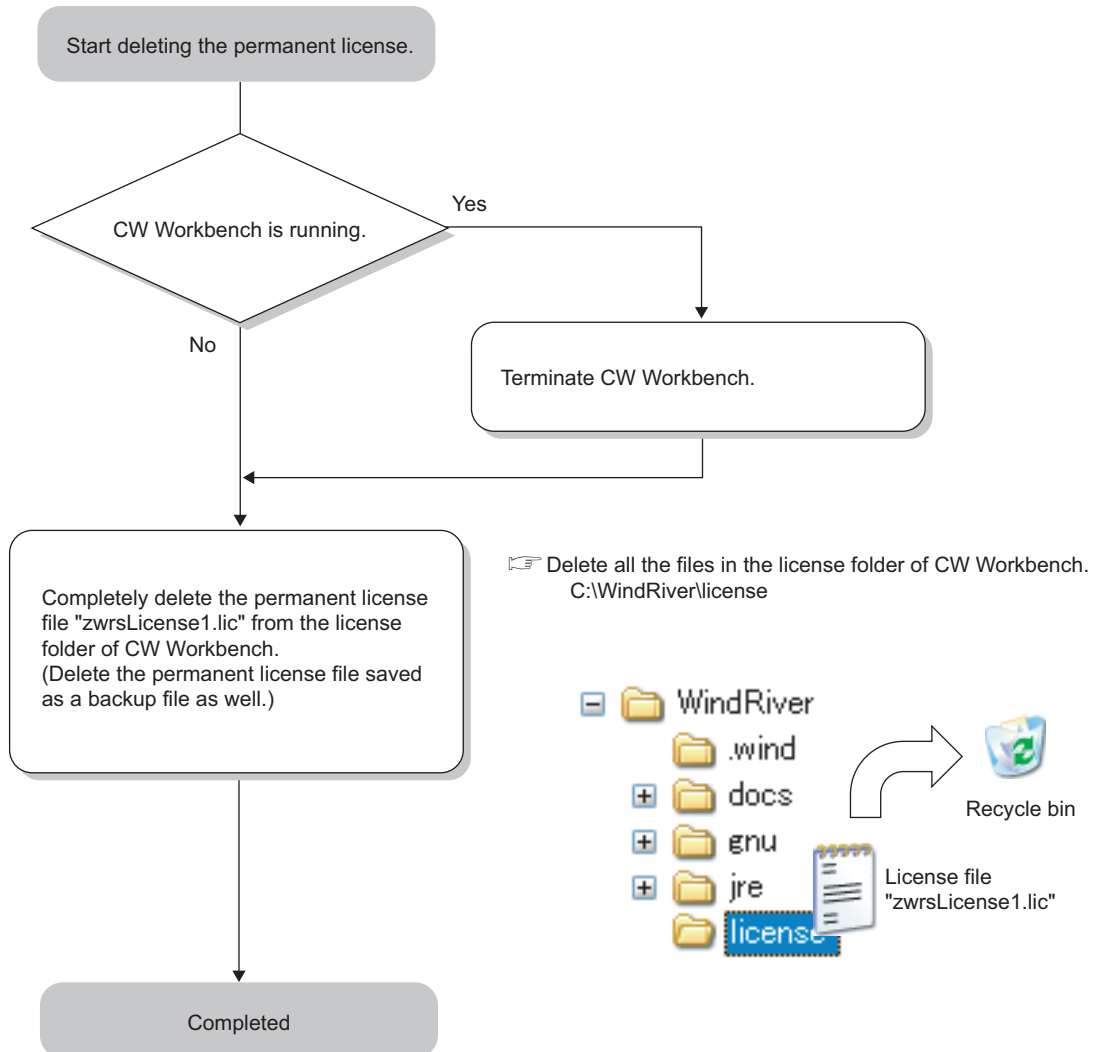 Start deleting the permanent license.
CW Workbench is running.
Yes
No
Terminate CW Workbench.
Completely delete the permanent license
file "zwrsLicense1.lic" from the license
folder of CW Workbench.
(Delete the permanent license file saved
as a backup file as well.)
☞ Delete all the files in the license folder of CW Workbench.
C:\WindRiver\license
WindRiver
.wind
docs
gnu
jre
license
Recycle bin
License file
"zwrsLicense1.lic"
Completed